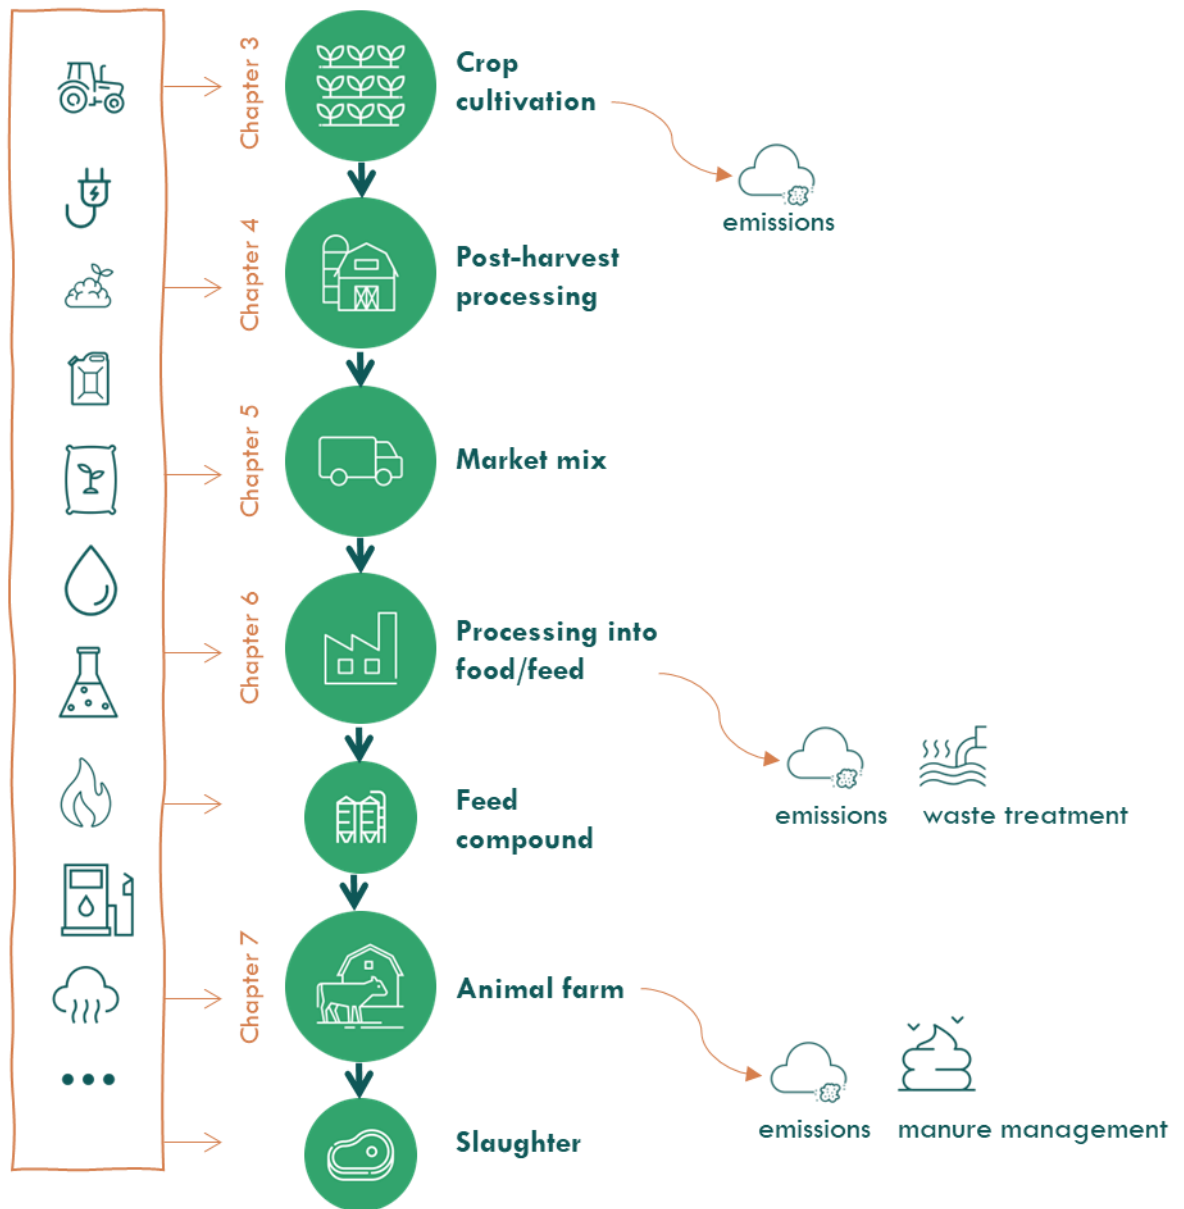 Chapter 3
Crop
cultivation
emissions
Chapter 4
Post-harvest
processing
Chapter 5
Market mix
Chapter 6
Processing into
food/feed
emissions
waste treatment
Feed
compound
Chapter 7
Animal farm
emissions
manure management
Slaughter